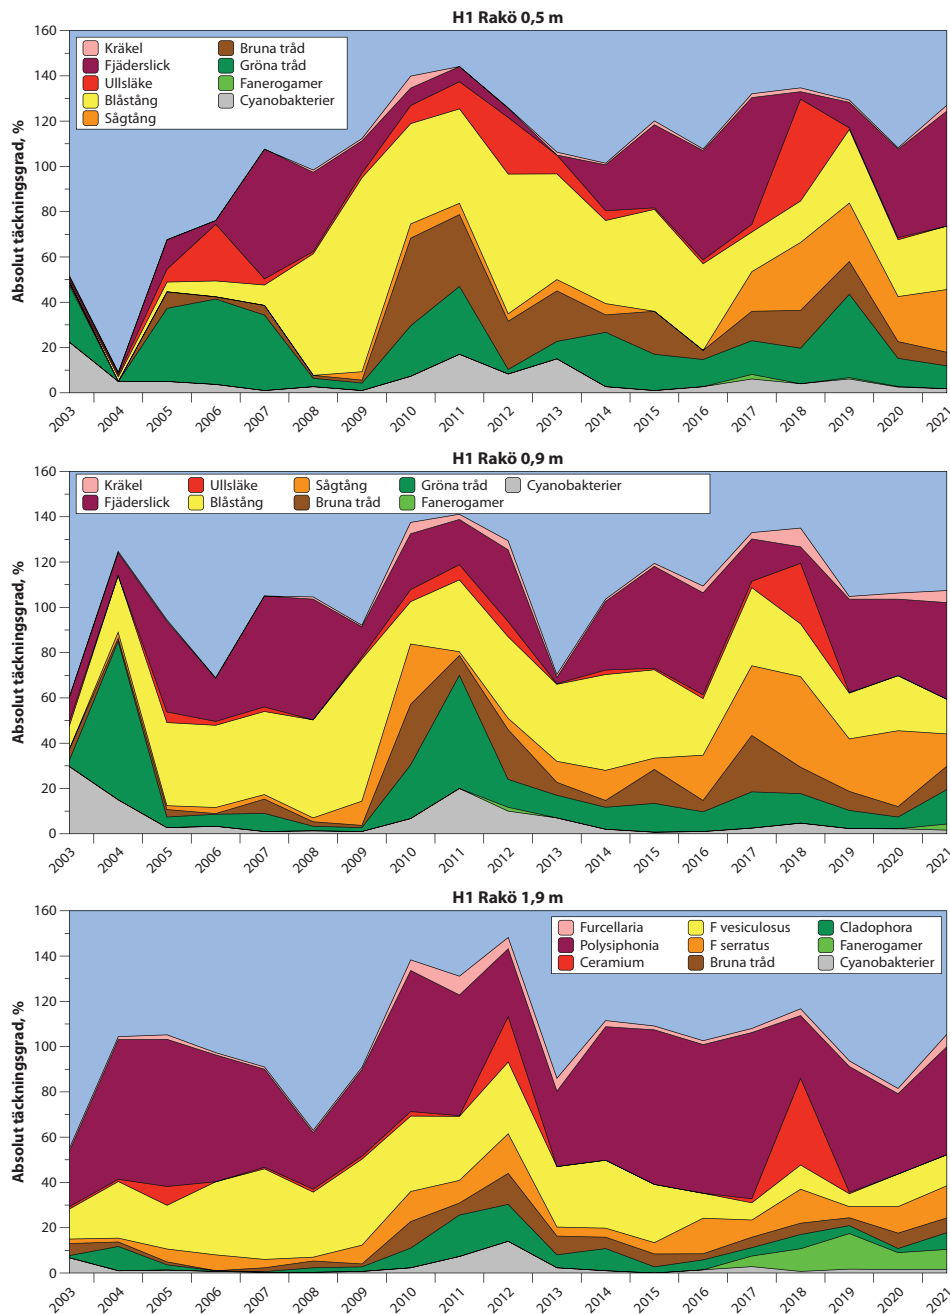 H1 Rakö 0,5 m
Absolut täckningsgrad, %
160
140
120
100
80
60
40
20
0
Kräkel
Fjäderslick
Ullsläke
Blåstång
Sågtång
Bruna tråd
Gröna tråd
Fanerogamer
Cyanobakterier
2003 2004 2005 2006 2007 2008 2009 2010 2011 2012 2013 2014 2015 2016 2017 2018 2019 2020 2021
H1 Rakö 0,9 m
Absolut täckningsgrad, %
160
140
120
100
80
60
40
20
0
Kräkel
Fjäderslick
Ullsläke
Blåstång
Sågtång
Bruna tråd
Gröna tråd
Fanerogamer
Cyanobakterier
2003 2004 2005 2006 2007 2008 2009 2010 2011 2012 2013 2014 2015 2016 2017 2018 2019 2020 2021
H1 Rakö 1,9 m
Absolut täckningsgrad, %
160
140
120
100
80
60
40
20
0
Furcellaria
Polysiphonia
Ceramium
F vesiculosus
F serratus
Bruna tråd
Cladophora
Fanerogamer
Cyanobakterier
2003 2004 2005 2006 2007 2008 2009 2010 2011 2012 2013 2014 2015 2016 2017 2018 2019 2020 2021